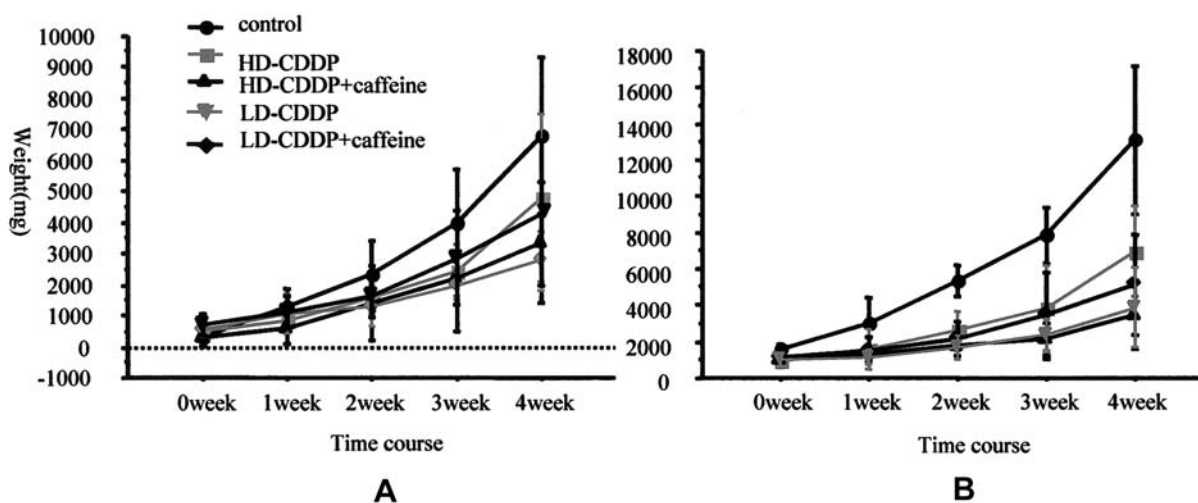 control
HD-CDDP
HD-CDDP+caffeine
LD-CDDP
LD-CDDP+caffeine
Weight(mg)
10000
9000
8000
7000
6000
5000
4000
3000
2000
1000
0
-1000
0week 1week 2week 3week 4week
Time course
A
18000
16000
14000
12000
10000
8000
6000
4000
2000
0
0week 1week 2week 3week 4week
Time course
B